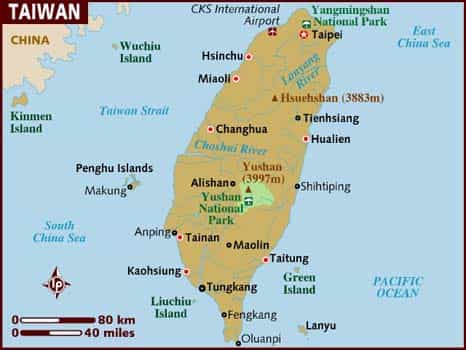 TAIWAN
CHINA
CKS International
Airport
Yangmingshan
National Park
Taipei
East
China Sea
Wuchiu
Island
Hsinchu
Lanyang
River
Miaoli
Hsuehshan (3883m)
Kinmen
Island
Taiwan Strait
Tienhsiang
Changhua
Hualien
Choshui River
Penghu Islands
Makung
Yushan
(3997m)
Alishan
Shihtiping
Yushan
National
Park
South
China Sea
Anping
Tainan
Maolin
Taitung
Kaohsiung
Green
Island
PACIFIC
OCEAN
Tungkang
Liuchiu
Island
lp
Fengkang
Lanyu
Oluanpi
0 80 km
0 40 miles